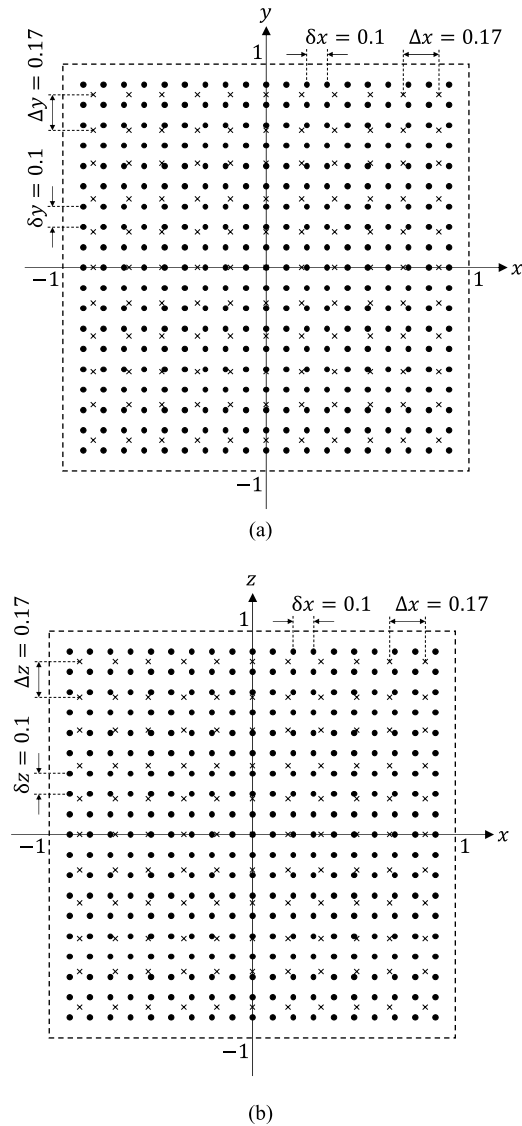 y
1
δx = 0.1
Δx = 0.17
Δy = 0.17
δy = 0.1
−1
1
x
−1
(a)
z
1
δx = 0.1
Δx = 0.17
Δz = 0.17
δz = 0.1
−1
1
x
−1
(b)